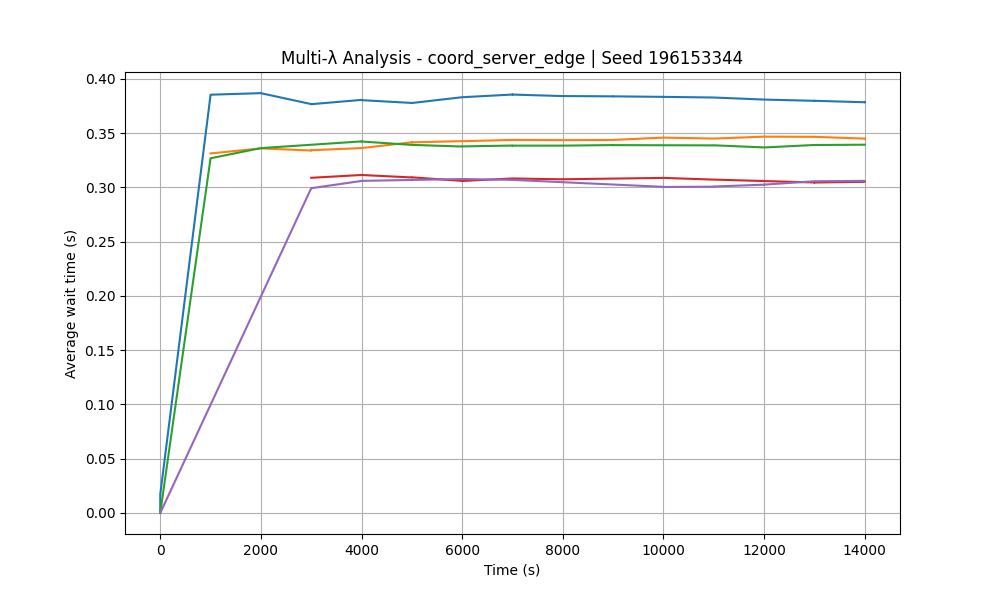 Multi-λ Analysis - coord_server_edge | Seed 196153344
Average wait time (s)
0.40
0.35
0.30
0.25
0.20
0.15
0.10
0.05
0.00
0 2000 4000 6000 8000 10000 12000 14000
Time (s)